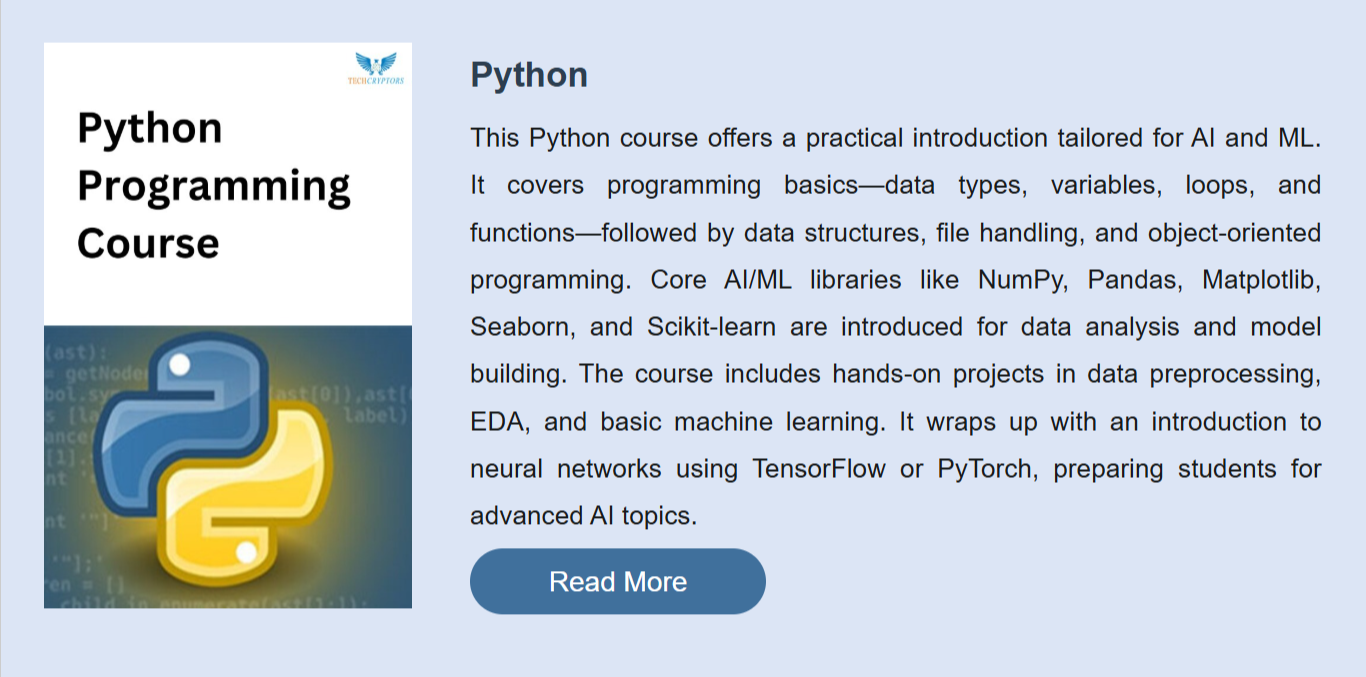 TECHCRYPTORS
Python
Programming
Course
(ast):
= getNode
bol.sy
(ast[0]),ast[
s [la
label)
ance(
[1]
nt '
nt '"]
'"];'
ren = []
child in enumerate(ast[1:]):
Python
This Python course offers a practical introduction tailored for AI and ML.
It covers programming basics—data types, variables, loops, and
functions—followed by data structures, file handling, and object-oriented
programming. Core AI/ML libraries like NumPy, Pandas, Matplotlib,
Seaborn, and Scikit-learn are introduced for data analysis and model
building. The course includes hands-on projects in data preprocessing,
EDA, and basic machine learning. It wraps up with an introduction to
neural networks using TensorFlow or PyTorch, preparing students for
advanced AI topics.
Read More